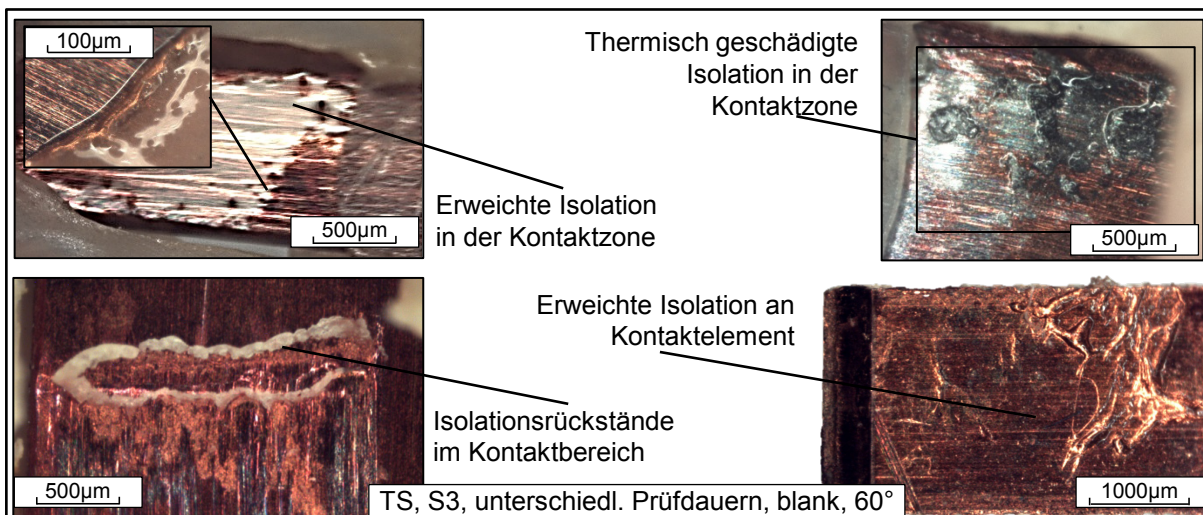 100µm
Thermisch geschädigte
Isolation in der
Kontaktzone
Erweichte Isolation
in der Kontaktzone
500µm
500µm
Erweichte Isolation an
Kontaktelement
Isolationsrückstände
im Kontaktbereich
500µm
1000µm
TS, S3, unterschiedl. Prüfdauern, blank, 60°